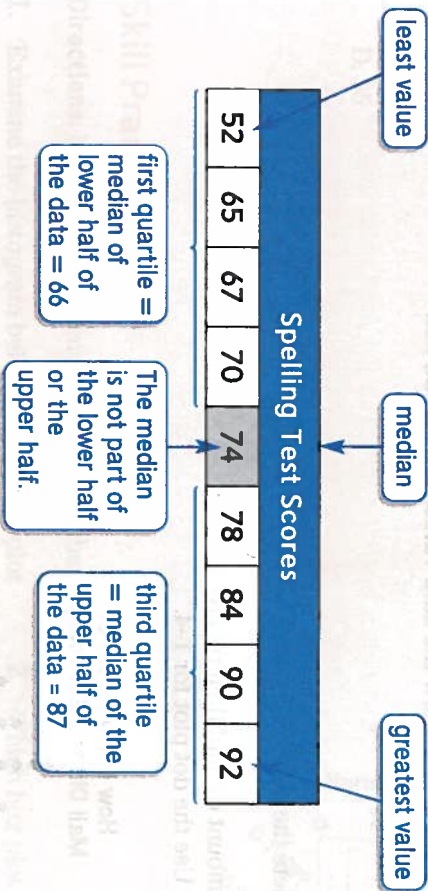 least value
median
greatest value
Spelling Test Scores
52 65 67 70 74 78 84 90 92
first quartile =
median of
lower half of
the data = 66
The median
is not part of
the lower half
or the
upper half.
third quartile
= median of the
upper half of
the data = 87